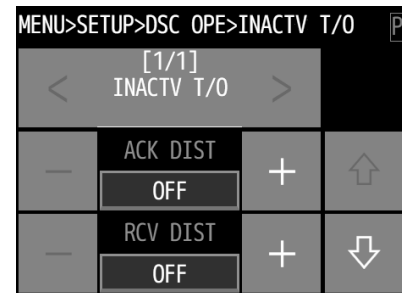 MENU>SETUP>DSC OPE>INACTV T/O P
< [1/1] >
INACTV T/O
ACK DIST
− OFF +
RCV DIST
− OFF +